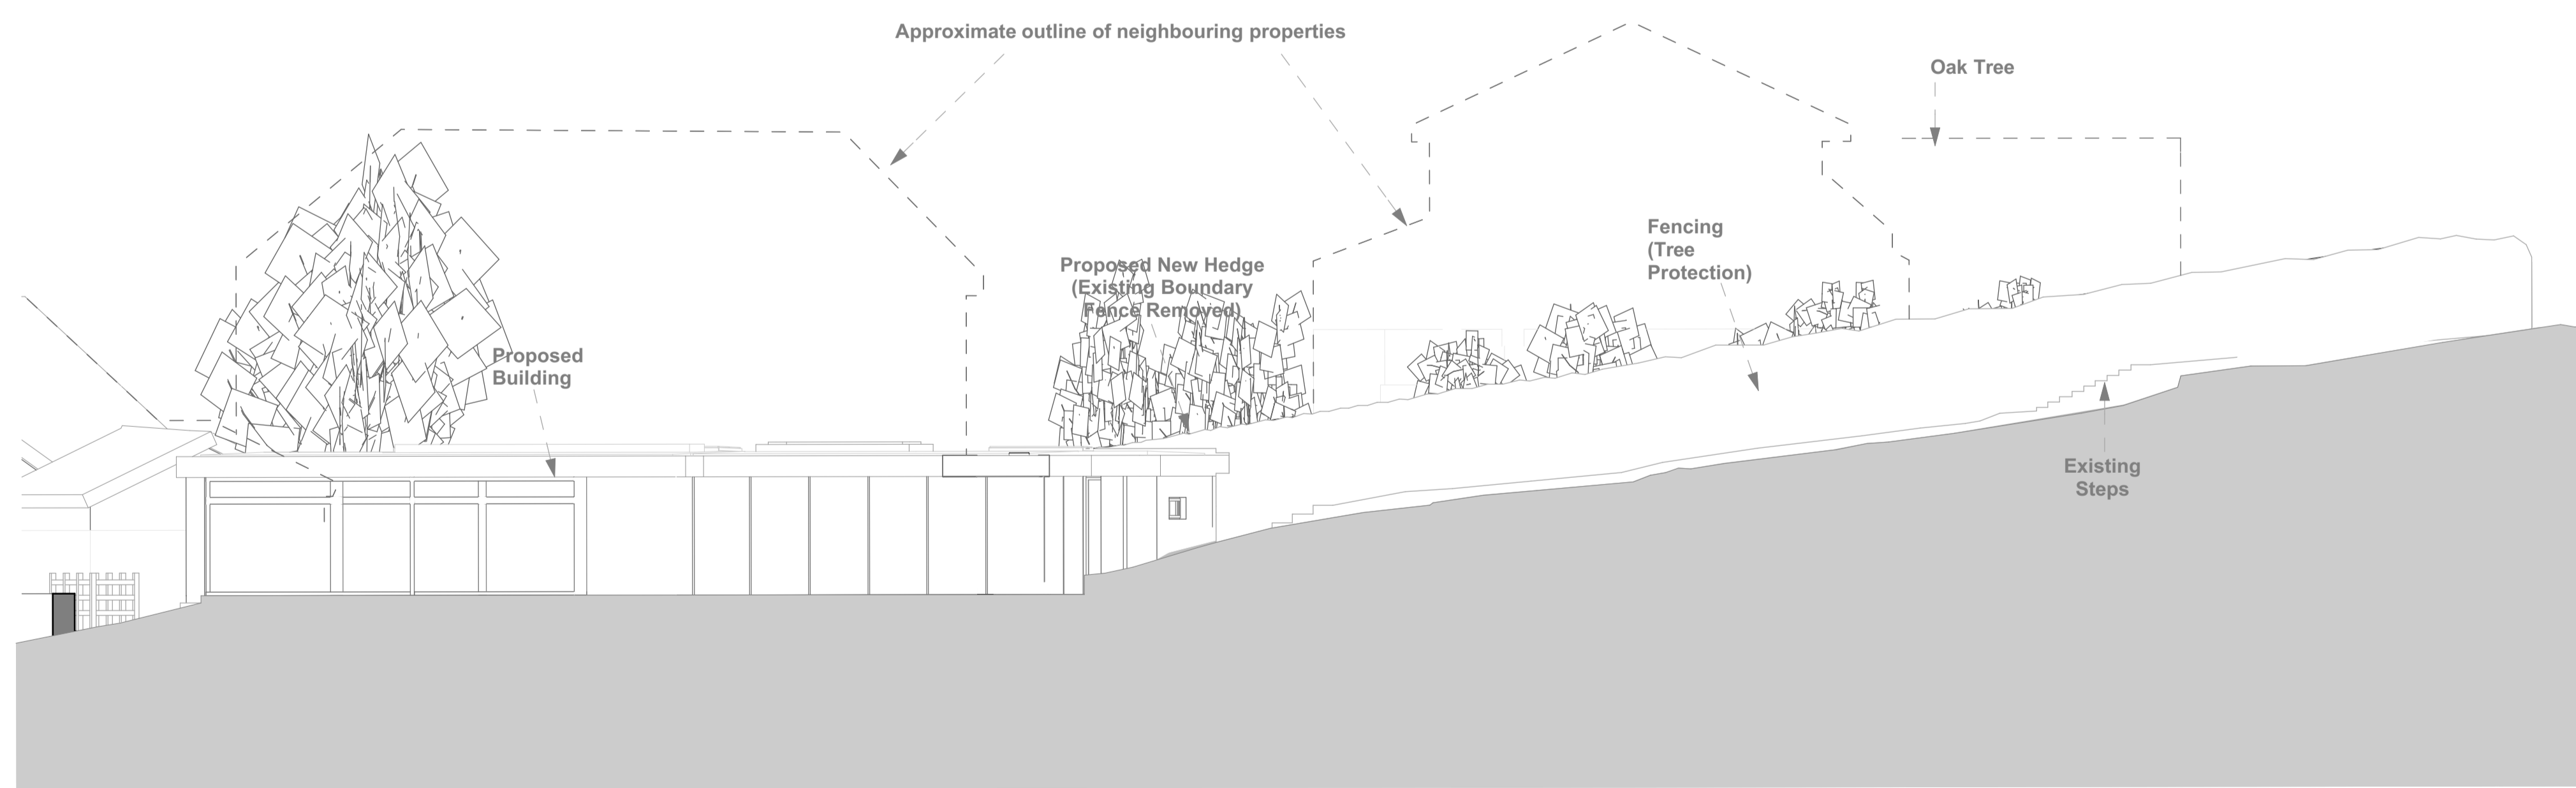 Approximate outline of neighbouring properties
Oak Tree
Fencing
(Tree
Protection)
Proposed New Hedge
(Existing Boundary
Fence Removed)
Proposed
Building
Existing
Steps